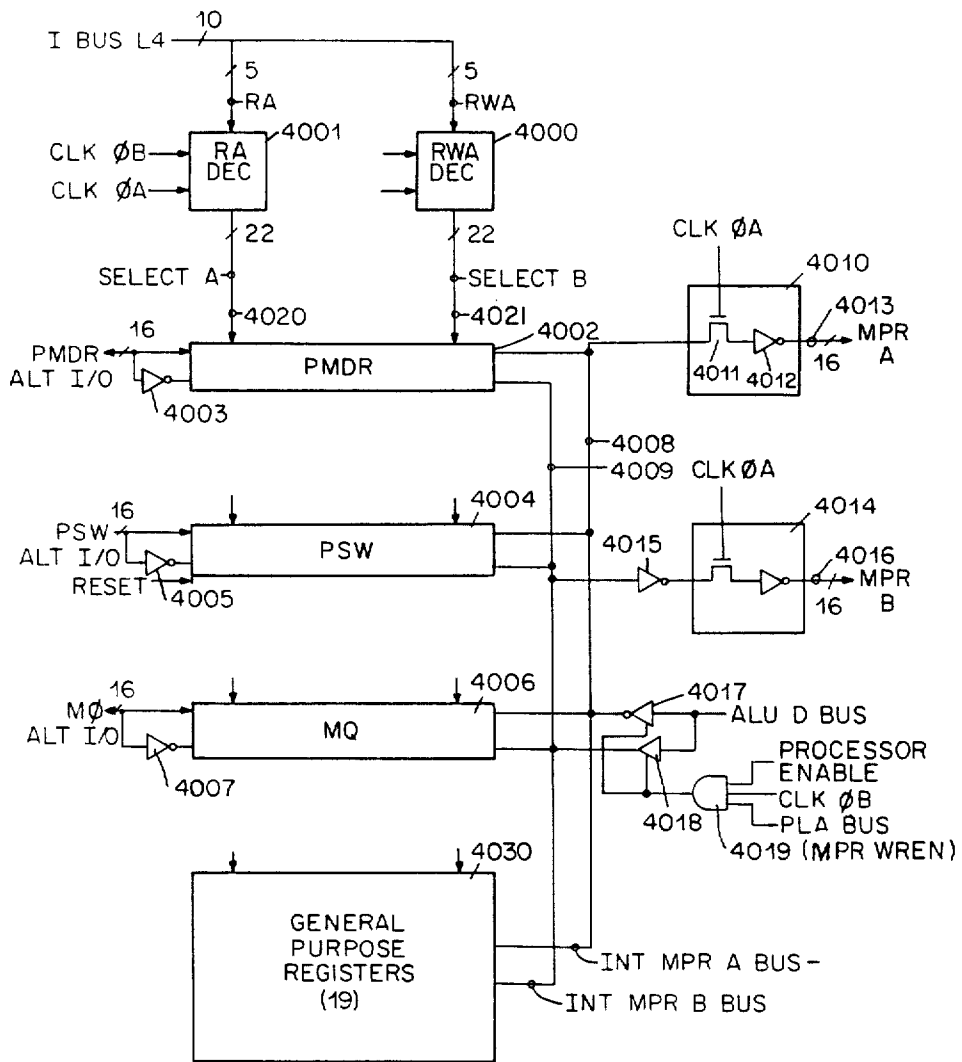 10
I BUS L4
5
5
RA
RWA
4001
4000
CLK ØB
RA
DEC
RWA
DEC
CLK ØA
22
22
CLK ØA
SELECT A
SELECT B
4010
4020
4021
4002
4013
16
PMDR
ALT I/O
PMDR
4011
4012
16
MPR
A
4003
4008
4009
CLK ØA
16
4004
4014
PSW
ALT I/O
PSW
4015
4016
RESET
4005
16
MPR
B
16
4006
4017
MØ
ALT I/O
MQ
ALU D BUS
PROCESSOR
ENABLE
4007
CLK ØB
4018
PLA BUS
4019 (MPR WREN)
4030
GENERAL
PURPOSE
REGISTERS
(19)
INT MPR A BUS-
INT MPR B BUS